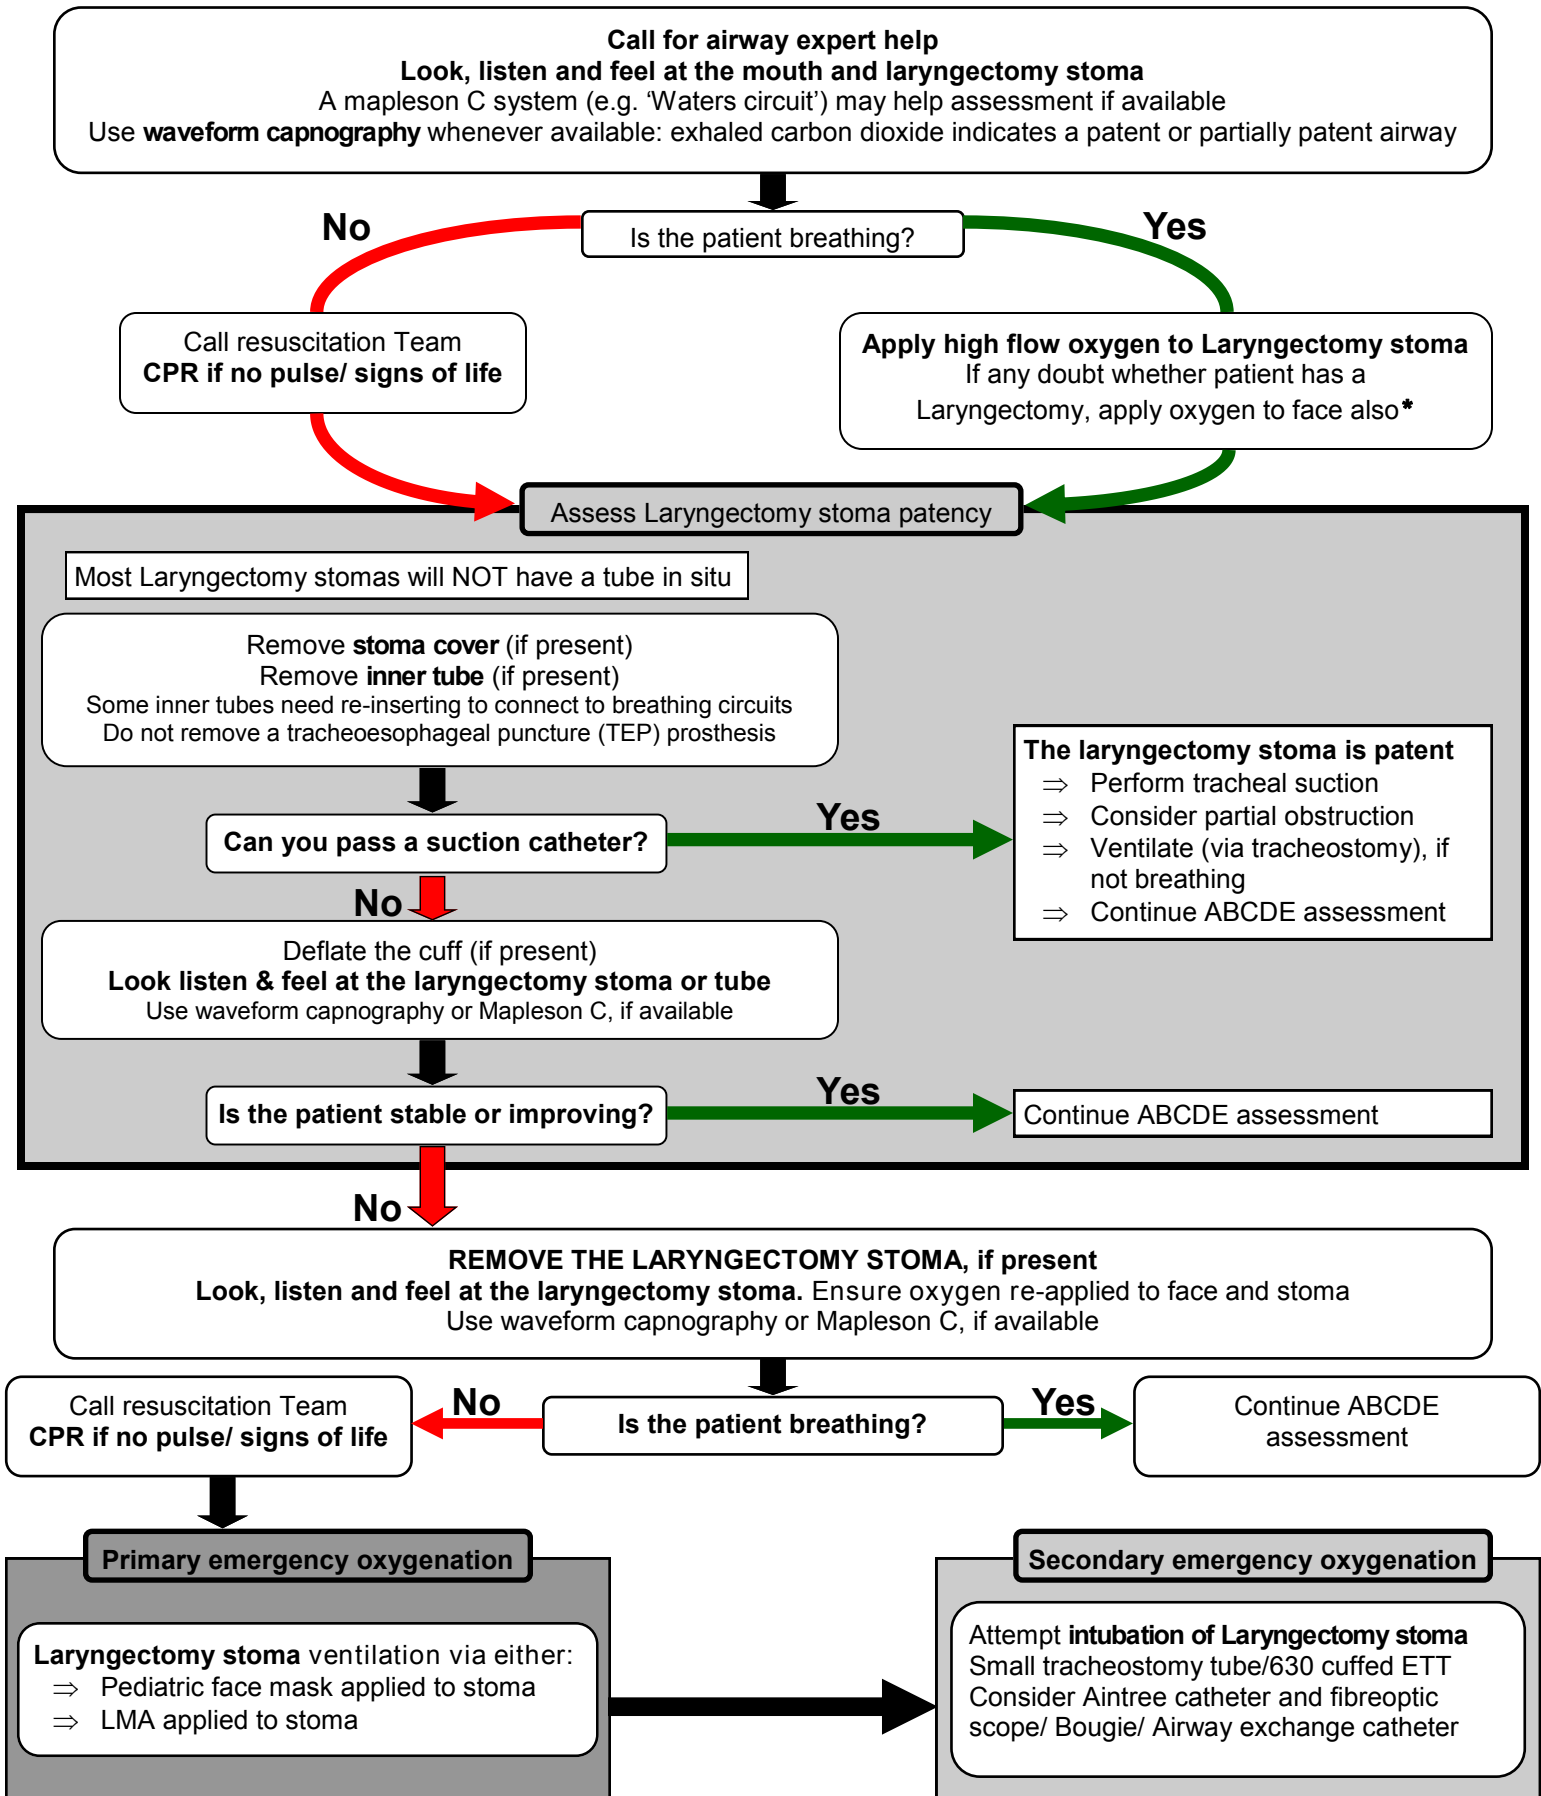 Call for airway expert help
Look, listen and feel at the mouth and laryngectomy stoma
A mapleson C system (e.g. ‘Waters circuit’) may help assessment if available
Use waveform capnography whenever available: exhaled carbon dioxide indicates a patent or partially patent airway
No
Is the patient breathing?
Yes
Call resuscitation Team
CPR if no pulse/ signs of life
Apply high flow oxygen to Laryngectomy stoma
If any doubt whether patient has a
Laryngectomy, apply oxygen to face also*
Assess Laryngectomy stoma patency
Most Laryngectomy stomas will NOT have a tube in situ
Remove stoma cover (if present)
Remove inner tube (if present)
Some inner tubes need re-inserting to connect to breathing circuits
Do not remove a tracheoesophageal puncture (TEP) prosthesis
Can you pass a suction catheter?
Yes
The laryngectomy stoma is patent
⇒ Perform tracheal suction
⇒ Consider partial obstruction
⇒ Ventilate (via tracheostomy), if
not breathing
⇒ Continue ABCDE assessment
No
Deflate the cuff (if present)
Look listen & feel at the laryngectomy stoma or tube
Use waveform capnography or Mapleson C, if available
Is the patient stable or improving?
Yes
Continue ABCDE assessment
No
REMOVE THE LARYNGECTOMY STOMA, if present
Look, listen and feel at the laryngectomy stoma. Ensure oxygen re-applied to face and stoma
Use waveform capnography or Mapleson C, if available
Call resuscitation Team
CPR if no pulse/ signs of life
No
Is the patient breathing?
Yes
Continue ABCDE
assessment
Primary emergency oxygenation
Laryngectomy stoma ventilation via either:
⇒ Pediatric face mask applied to stoma
⇒ LMA applied to stoma
Secondary emergency oxygenation
Attempt intubation of Laryngectomy stoma
Small tracheostomy tube/630 cuffed ETT
Consider Aintree catheter and fibreoptic
scope/ Bougie/ Airway exchange catheter